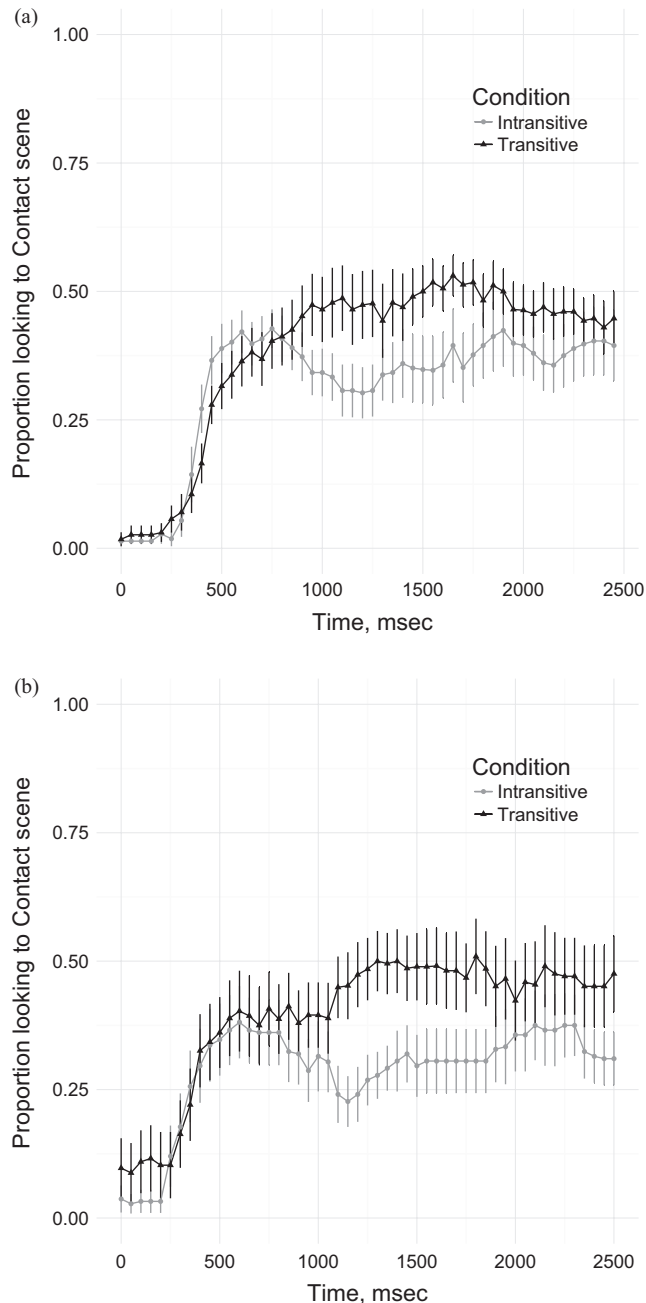 (a)
1.00
0.75
0.50
0.25
0.00
Proportion looking to Contact scene
Condition
Intransitive
Transitive
0 500 1000 1500 2000 2500
Time, msec
(b)
1.00
0.75
0.50
0.25
0.00
Proportion looking to Contact scene
Condition
Intransitive
Transitive
0 500 1000 1500 2000 2500
Time, msec